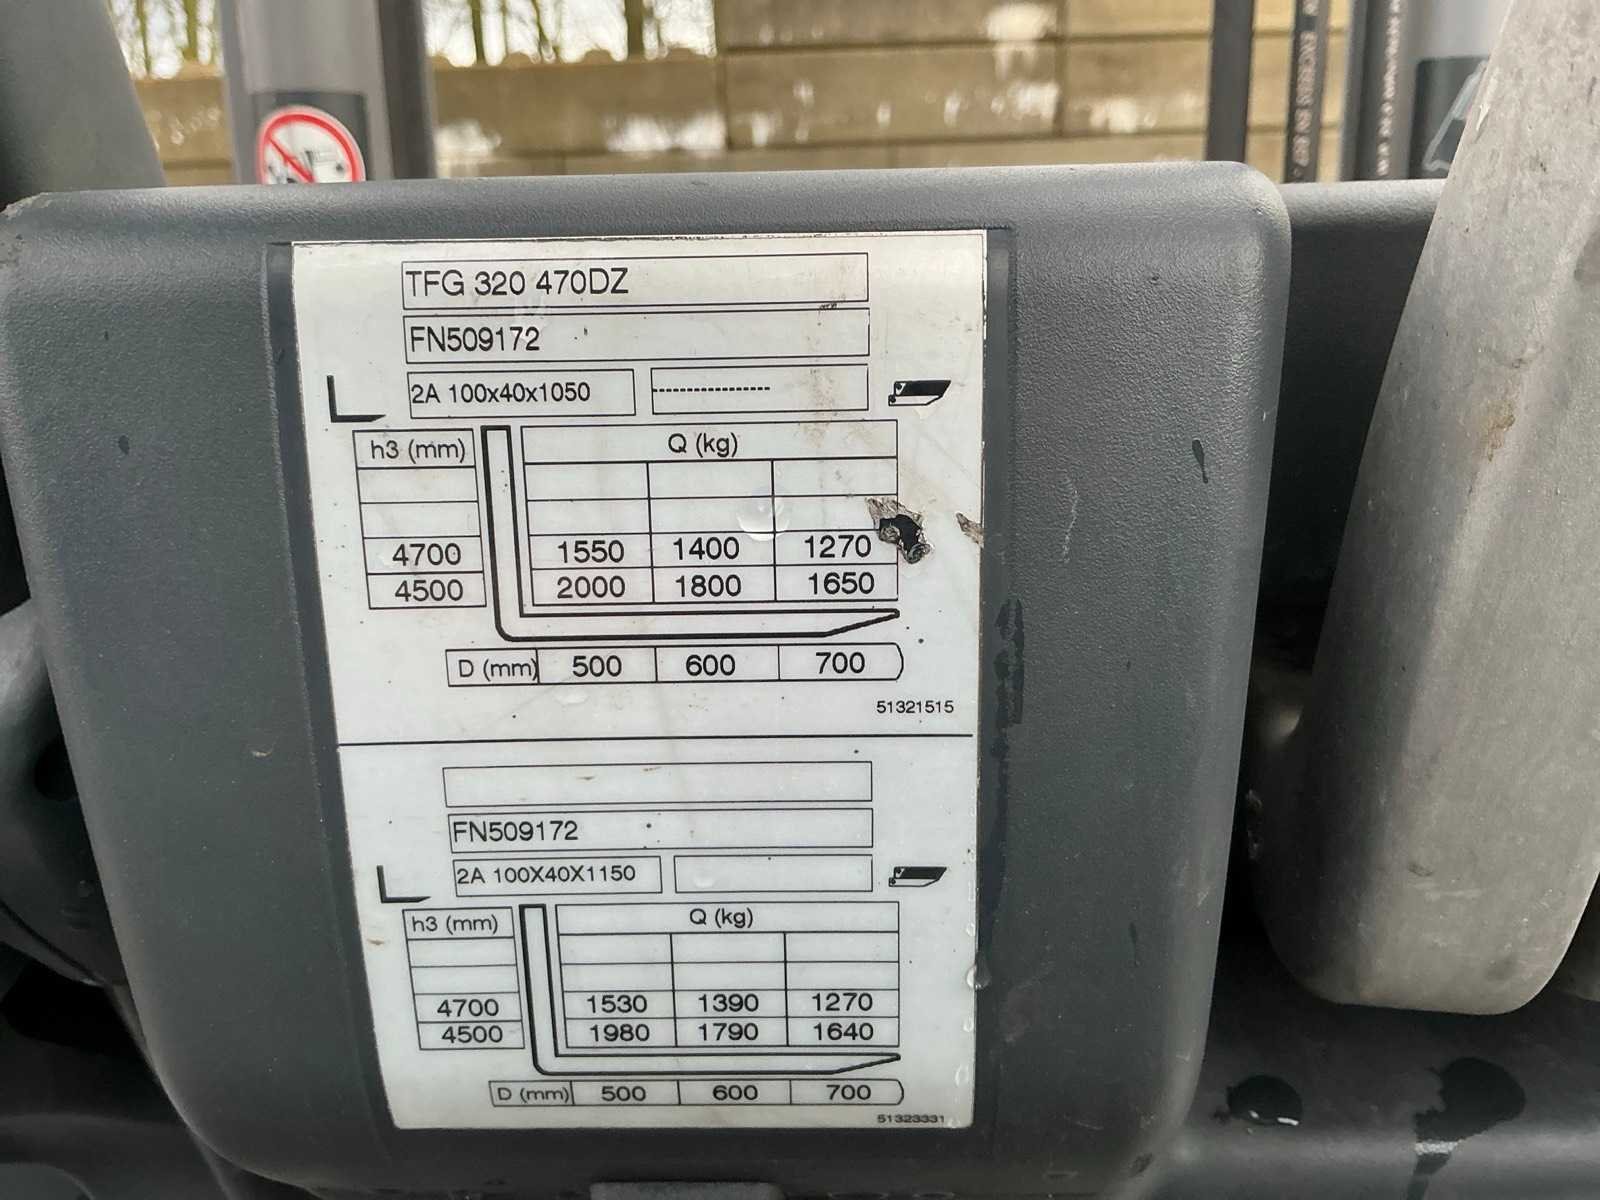 TFG 320 470DZ
FN509172
2A 100x40x1050 ----------------
h3 (mm) Q (kg)
4700 1550 1400 1270
4500 2000 1800 1650
D (mm) 500 600 700
51321515
FN509172
2A 100X40X1150
h3 (mm) Q (kg)
4700 1530 1390 1270
4500 1980 1790 1640
D (mm) 500 600 700
51323331